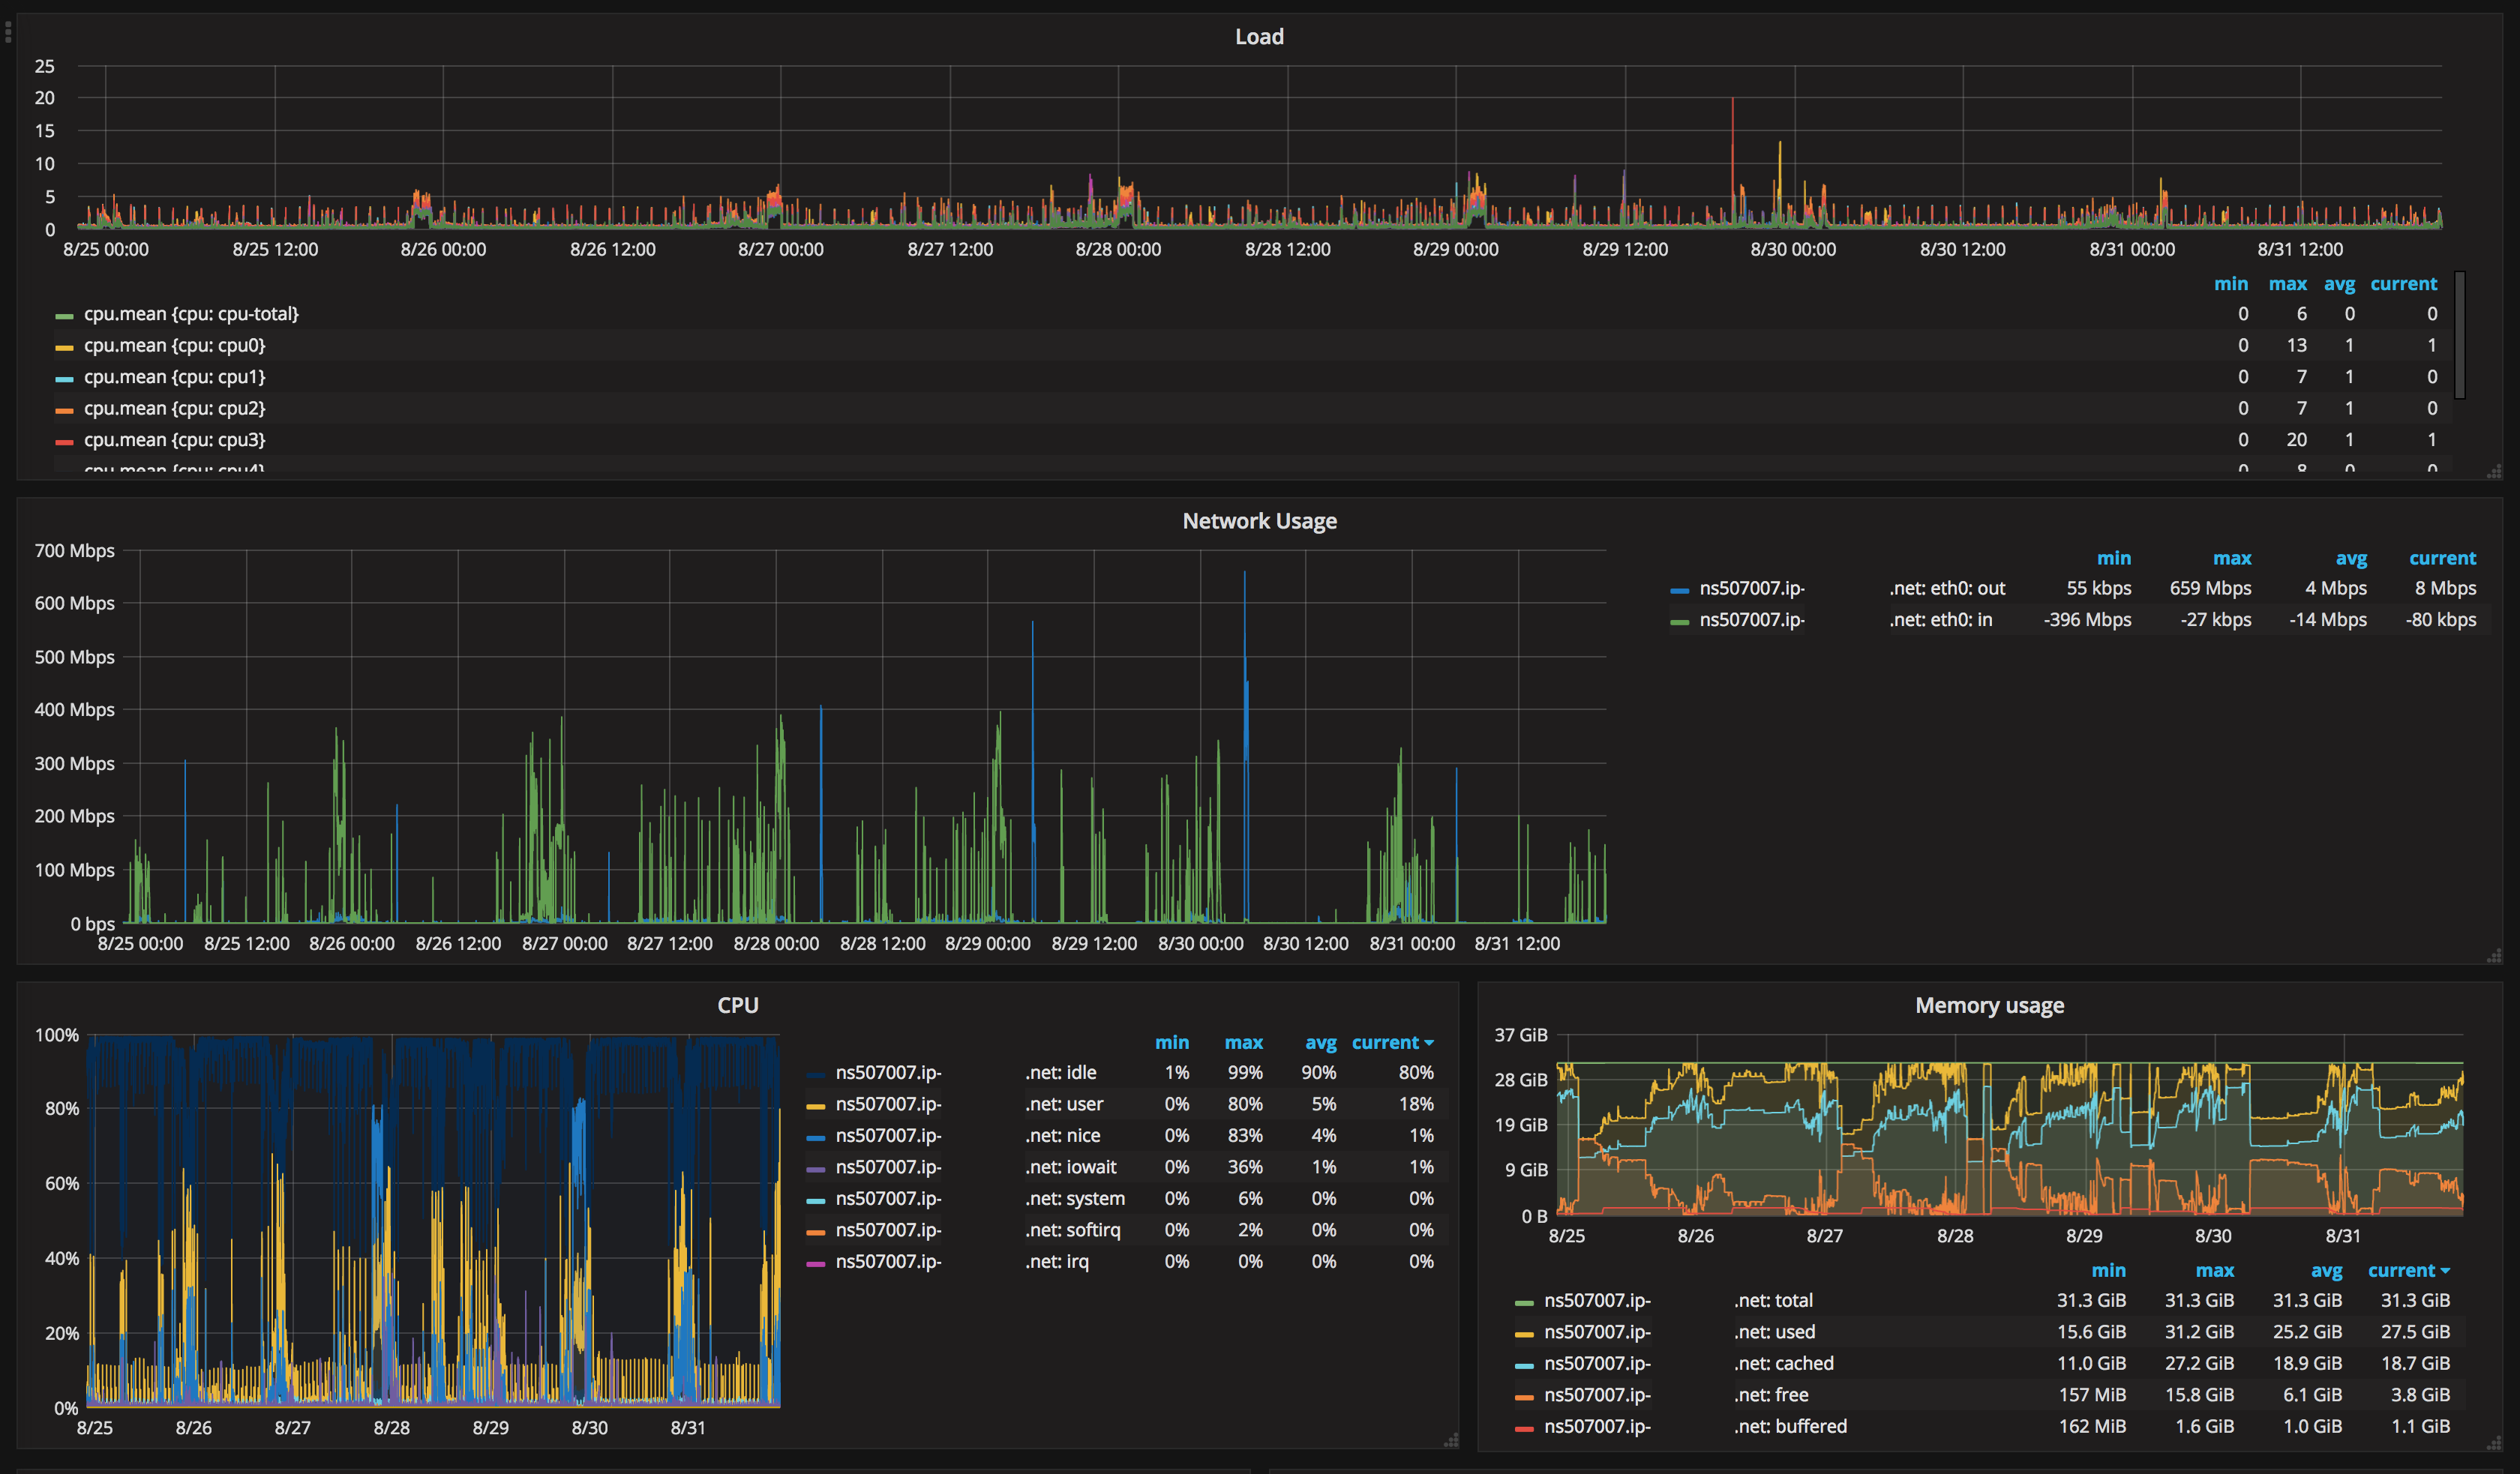 Load
25
20
15
10
5
0
8/25 00:00 8/25 12:00 8/26 00:00 8/26 12:00 8/27 00:00 8/27 12:00 8/28 00:00 8/28 12:00 8/29 00:00 8/29 12:00 8/30 00:00 8/30 12:00 8/31 00:00 8/31 12:00
min max avg current
cpu.mean {cpu: cpu-total} 0 6 0 0
cpu.mean {cpu: cpu0} 0 13 1 1
cpu.mean {cpu: cpu1} 0 7 1 0
cpu.mean {cpu: cpu2} 0 7 1 0
cpu.mean {cpu: cpu3} 0 20 1 1
cpu.mean {cpu: cpu4} 0 8 0 0
Network Usage
700 Mbps
600 Mbps
500 Mbps
400 Mbps
300 Mbps
200 Mbps
100 Mbps
0 bps
8/25 00:00 8/25 12:00 8/26 00:00 8/26 12:00 8/27 00:00 8/27 12:00 8/28 00:00 8/28 12:00 8/29 00:00 8/29 12:00 8/30 00:00 8/30 12:00 8/31 00:00 8/31 12:00
min max avg current
ns507007.ip- .net: eth0: out 55 kbps 659 Mbps 4 Mbps 8 Mbps
ns507007.ip- .net: eth0: in -396 Mbps -27 kbps -14 Mbps -80 kbps
CPU
100%
80%
60%
40%
20%
0%
8/25 8/26 8/27 8/28 8/29 8/30 8/31
min max avg current
ns507007.ip- .net: idle 1% 99% 90% 80%
ns507007.ip- .net: user 0% 80% 5% 18%
ns507007.ip- .net: nice 0% 83% 4% 1%
ns507007.ip- .net: iowait 0% 36% 1% 1%
ns507007.ip- .net: system 0% 6% 0% 0%
ns507007.ip- .net: softirq 0% 2% 0% 0%
ns507007.ip- .net: irq 0% 0% 0% 0%
Memory usage
37 GiB
28 GiB
19 GiB
9 GiB
0 B
8/25 8/26 8/27 8/28 8/29 8/30 8/31
min max avg current
ns507007.ip- .net: total 31.3 GiB 31.3 GiB 31.3 GiB 31.3 GiB
ns507007.ip- .net: used 15.6 GiB 31.2 GiB 25.2 GiB 27.5 GiB
ns507007.ip- .net: cached 11.0 GiB 27.2 GiB 18.9 GiB 18.7 GiB
ns507007.ip- .net: free 157 MiB 15.8 GiB 6.1 GiB 3.8 GiB
ns507007.ip- .net: buffered 162 MiB 1.6 GiB 1.0 GiB 1.1 GiB